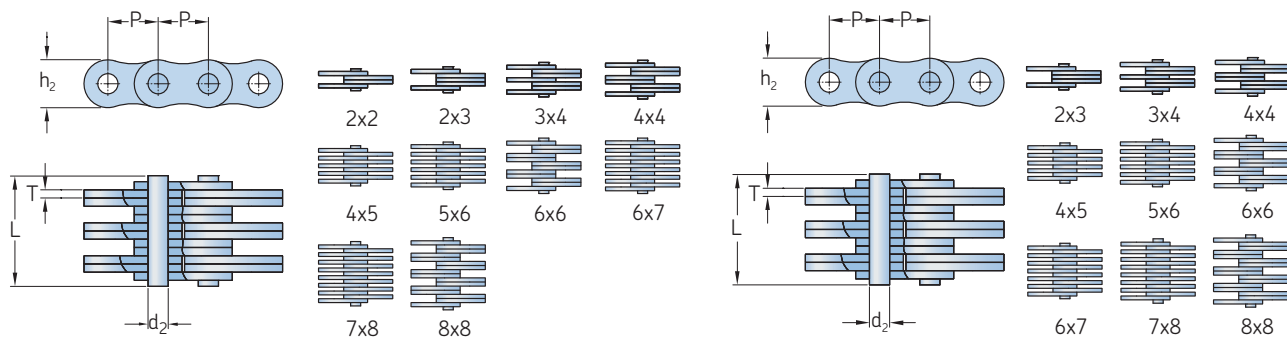 P P
h₂
2x2 2x3 3x4 4x4
4x5 5x6 6x6 6x7
T
L
d₂
7x8 8x8
P P
h₂
2x3 3x4 4x4
4x5 5x6 6x6
T
L
d₂
6x7 7x8 8x8